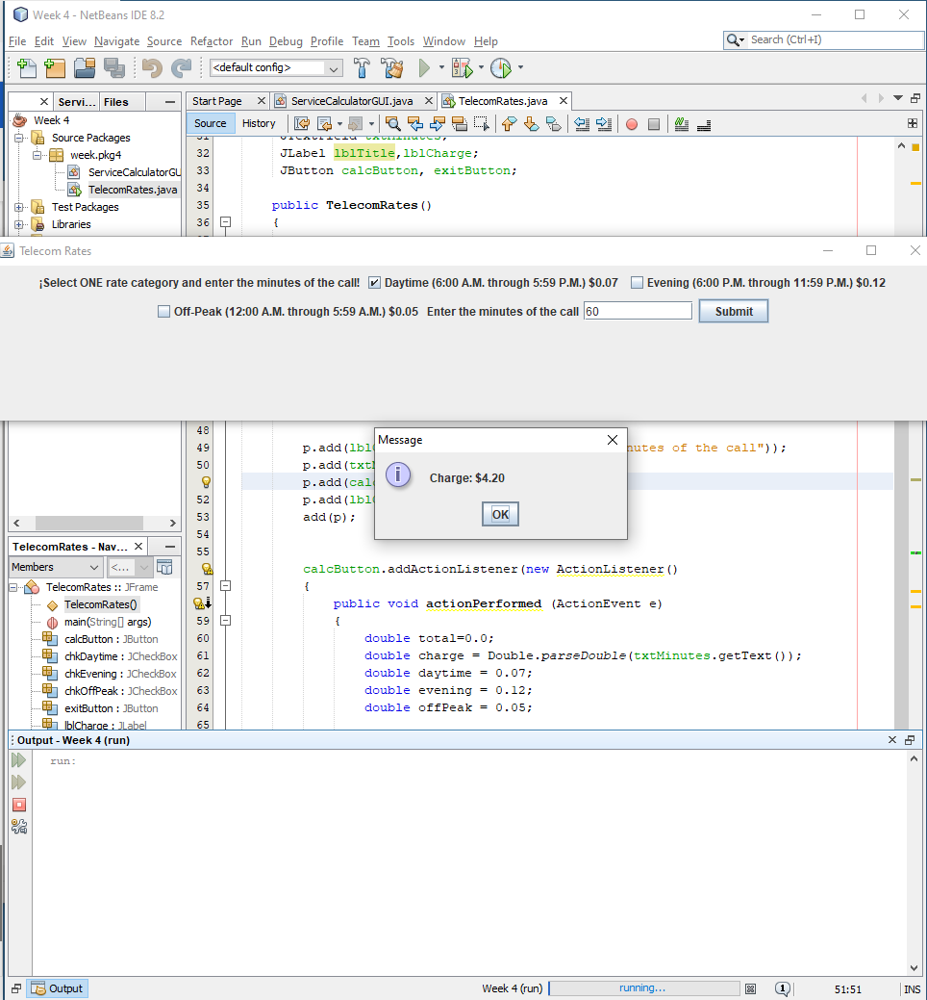 Week 4 - NetBeans IDE 8.2
File Edit View Navigate Source Refactor Run Debug Profile Team Tools Window Help
Search (Ctrl+I)
<default config>
Servi... Files
Start Page ServiceCalculatorGUI.java TelecomRates.java
Source History
Week 4
Source Packages
week.pkg4
ServiceCalculatorGU
TelecomRates.java
Test Packages
Libraries
31 JTextField txtMinutes;
32 JLabel lblTitle,lblCharge;
33 JButton calcButton, exitButton;
34
35 public TelecomRates()
36 {
Telecom Rates
¡Select ONE rate category and enter the minutes of the call! Daytime (6:00 A.M. through 5:59 P.M.) $0.07 Evening (6:00 P.M. through 11:59 P.M.) $0.12
Off-Peak (12:00 A.M. through 5:59 A.M.) $0.05 Enter the minutes of the call 60 Submit
48
49 p.add(lbl nutes of the call"));
50 p.add(txt
p.add(cal
52 p.add(lbl
53 add(p);
54
55
calcButton.addActionListener(new ActionListener()
57 {
public void actionPerformed (ActionEvent e)
59 {
60 double total=0.0;
61 double charge = Double.parseDouble(txtMinutes.getText());
62 double daytime = 0.07;
63 double evening = 0.12;
64 double offPeak = 0.05;
65
Message
Charge: $4.20
OK
TelecomRates - Nav...
Members <...
TelecomRates :: JFrame
TelecomRates()
main(String[] args)
calcButton : JButton
chkDaytime : JCheckBox
chkEvening : JCheckBox
chkOffPeak : JCheckBox
exitButton : JButton
lblCharge : JLabel
Output - Week 4 (run)
run:
Output
Week 4 (run) running... 1 51:51 INS